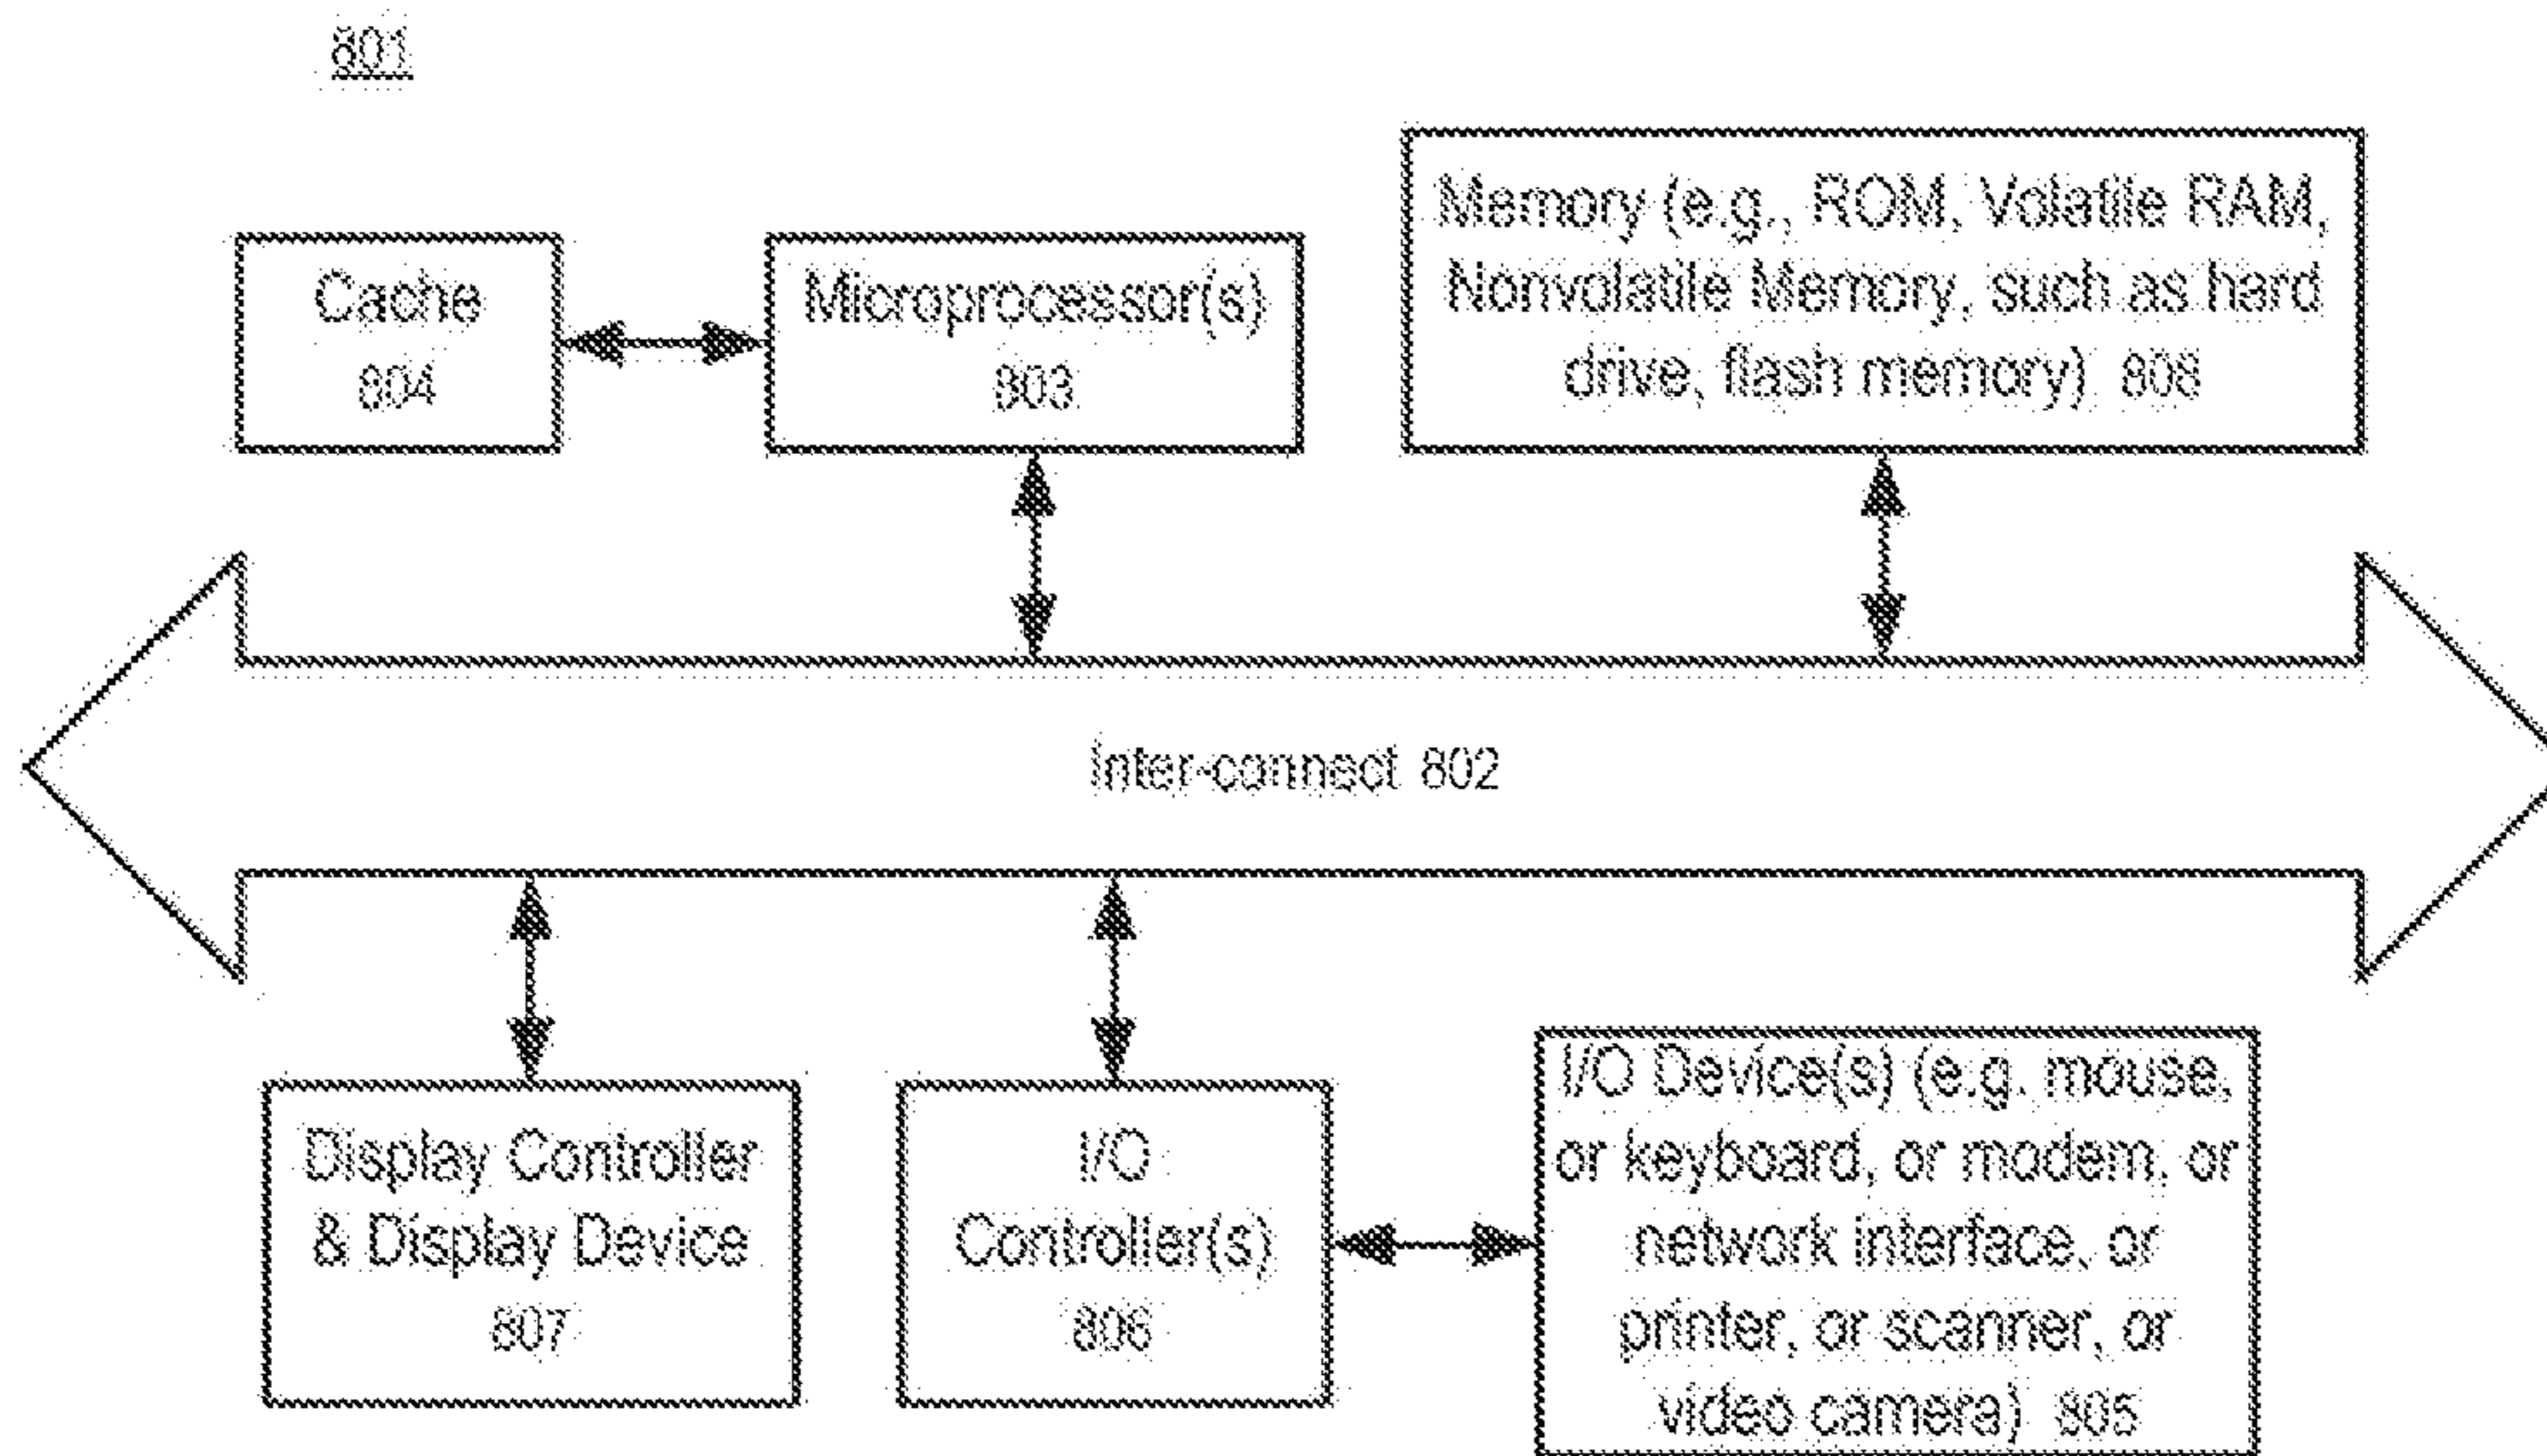 801
Cache
804
Microprocessor(s)
803
Memory (e.g., ROM, Volatile RAM,
Nonvolatile Memory, such as hard
drive, flash memory) 808
Inter-connect 802
Display Controller
& Display Device
807
I/O
Controller(s)
806
I/O Device(s) (e.g. mouse,
or keyboard, or modem, or
network interface, or
printer, or scanner, or
video camera) 805